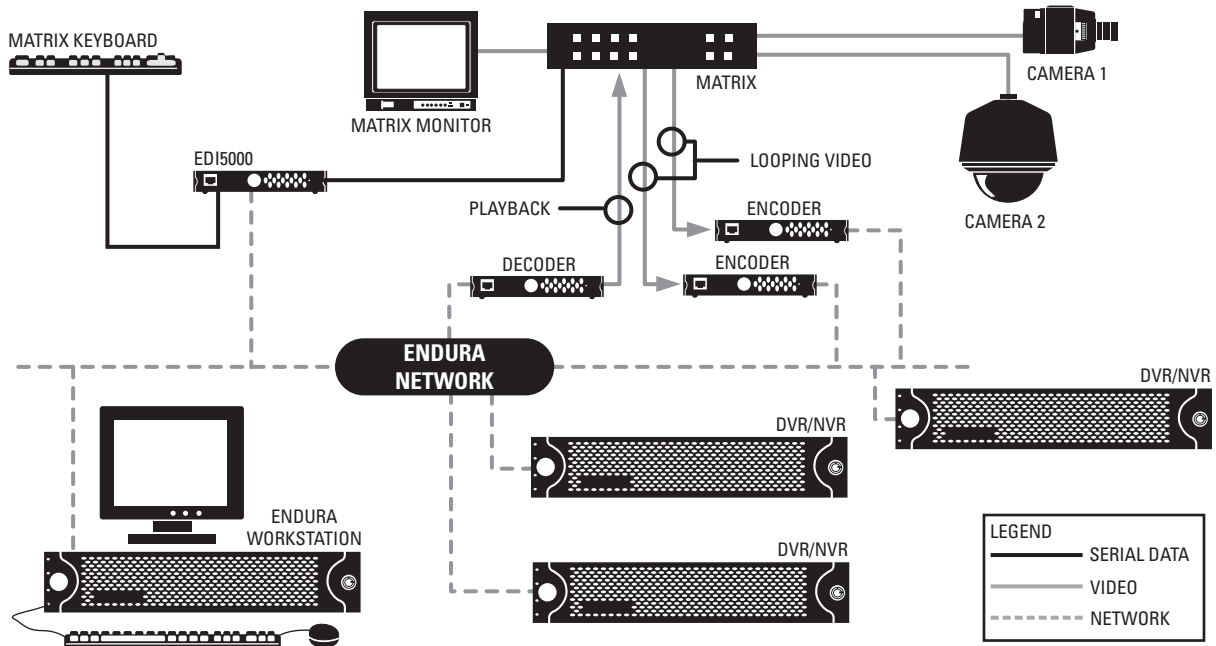 MATRIX KEYBOARD
MATRIX MONITOR
MATRIX
CAMERA 1
EDI5000
LOOPING VIDEO
PLAYBACK
ENCODER
CAMERA 2
DECODER
ENCODER
ENDURA
NETWORK
DVR/NVR
DVR/NVR
ENDURA
WORKSTATION
DVR/NVR
LEGEND
SERIAL DATA
VIDEO
NETWORK